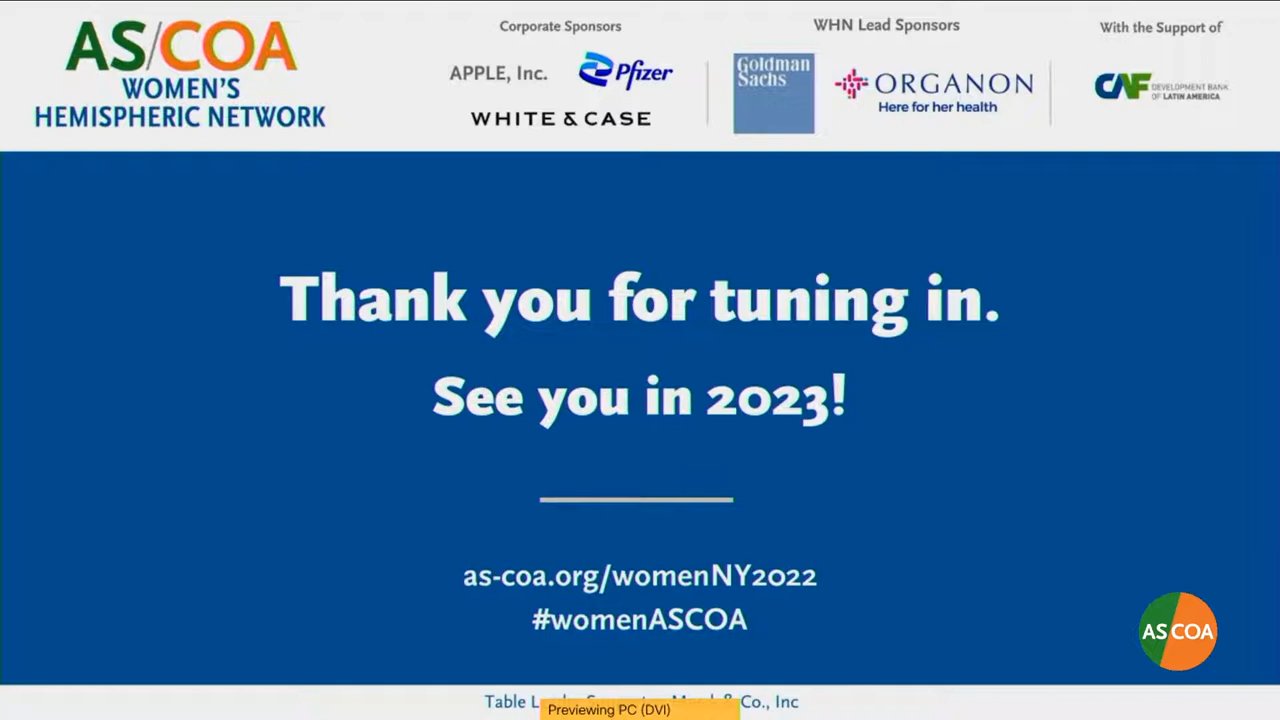 AS/COA
WOMEN'S
HEMISPHERIC NETWORK
Corporate Sponsors
APPLE, Inc.
Pfizer
WHITE & CASE
WHN Lead Sponsors
Goldman
Sachs
ORGANON
Here for her health
With the Support of
CAF
DEVELOPMENT BANK
OF LATIN AMERICA
Thank you for tuning in.
See you in 2023!
as-coa.org/womenNY2022
#womenASCOA
AS COA
Table & Co., Inc
Previewing PC (DVI)